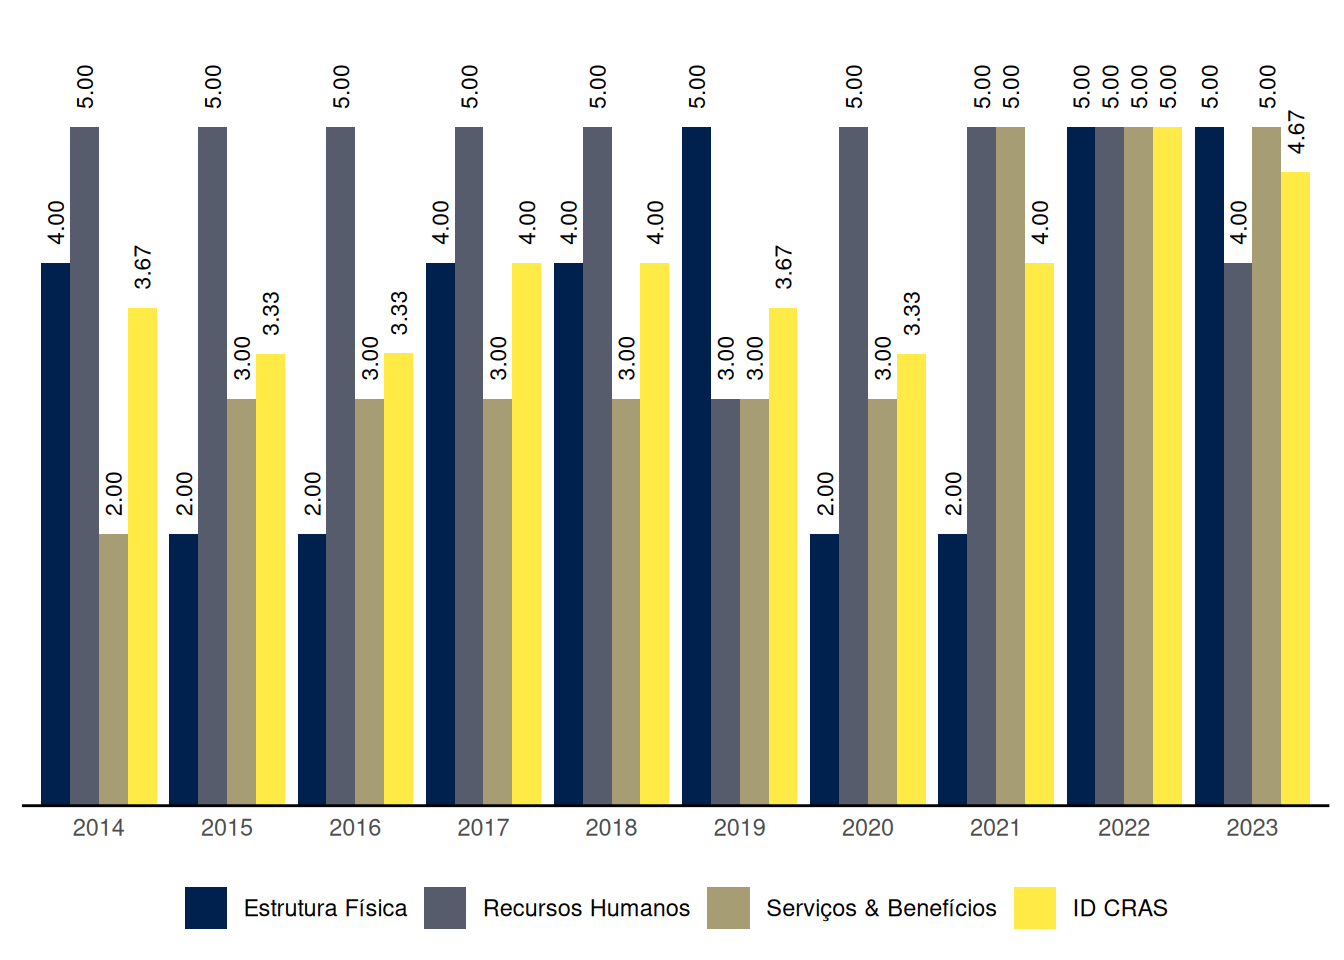 5.00 5.00 5.00 5.00 5.00 5.00 5.00 5.00 5.00 5.00 5.00 5.00 5.00 5.00 5.00
4.67
4.00 4.00 4.00 4.00 4.00 4.00 4.00
3.67 3.67
3.33 3.33 3.33
3.00 3.00 3.00 3.00 3.00 3.00 3.00
2.00 2.00 2.00 2.00 2.00
2014 2015 2016 2017 2018 2019 2020 2021 2022 2023
Estrutura Física Recursos Humanos Serviços & Benefícios ID CRAS